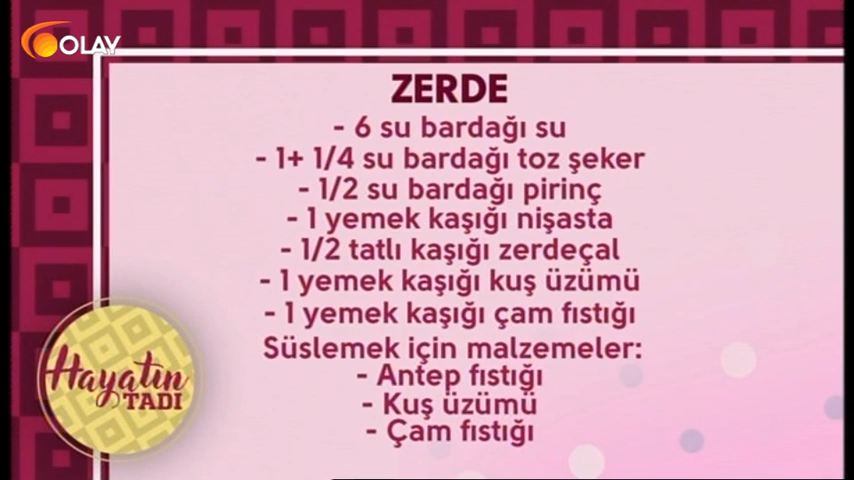 OLAY
ZERDE
- 6 su bardağı su
- 1+ 1/4 su bardağı toz şeker
- 1/2 su bardağı pirinç
- 1 yemek kaşığı nişasta
- 1/2 tatlı kaşığı zerdeçal
- 1 yemek kaşığı kuş üzümü
- 1 yemek kaşığı çam fıstığı
Süslemek için malzemeler:
- Antep fıstığı
- Kuş üzümü
- Çam fıstığı
Hayatın
TADI